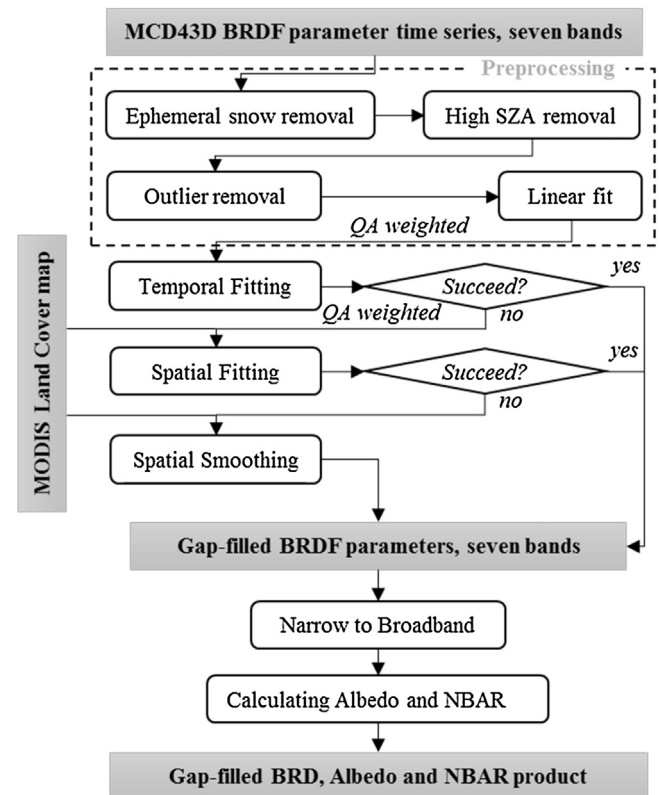 MCD43D BRDF parameter time series, seven bands
Preprocessing
Ephemeral snow removal
High SZA removal
Outlier removal
Linear fit
QA weighted
MODIS Land Cover map
Temporal Fitting
Succeed?
yes
QA weighted
no
Spatial Fitting
Succeed?
yes
no
Spatial Smoothing
Gap-filled BRDF parameters, seven bands
Narrow to Broadband
Calculating Albedo and NBAR
Gap-filled BRD, Albedo and NBAR product